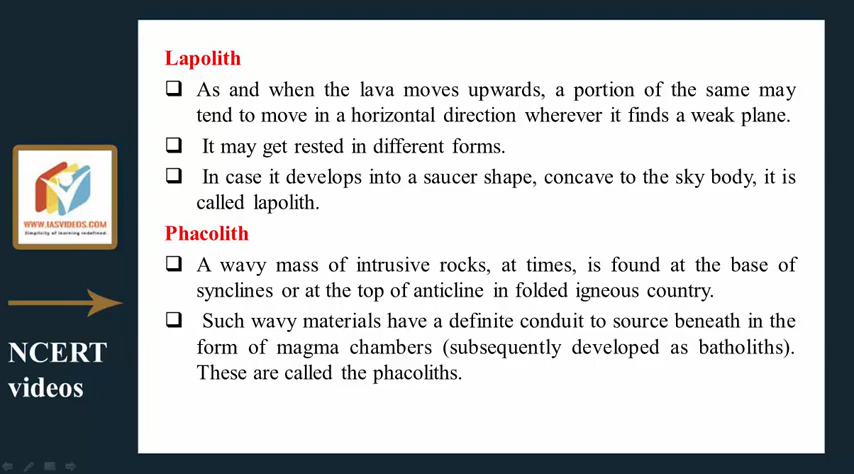 Lapolith
❑ As and when the lava moves upwards, a portion of the same may
tend to move in a horizontal direction wherever it finds a weak plane.
❑ It may get rested in different forms.
❑ In case it develops into a saucer shape, concave to the sky body, it is
called lapolith.
Phacolith
❑ A wavy mass of intrusive rocks, at times, is found at the base of
synclines or at the top of anticline in folded igneous country.
❑ Such wavy materials have a definite conduit to source beneath in the
form of magma chambers (subsequently developed as batholiths).
These are called the phacoliths.
WWW.IASVIDEOS.COM
Simplicity of learning redefined.
NCERT
videos